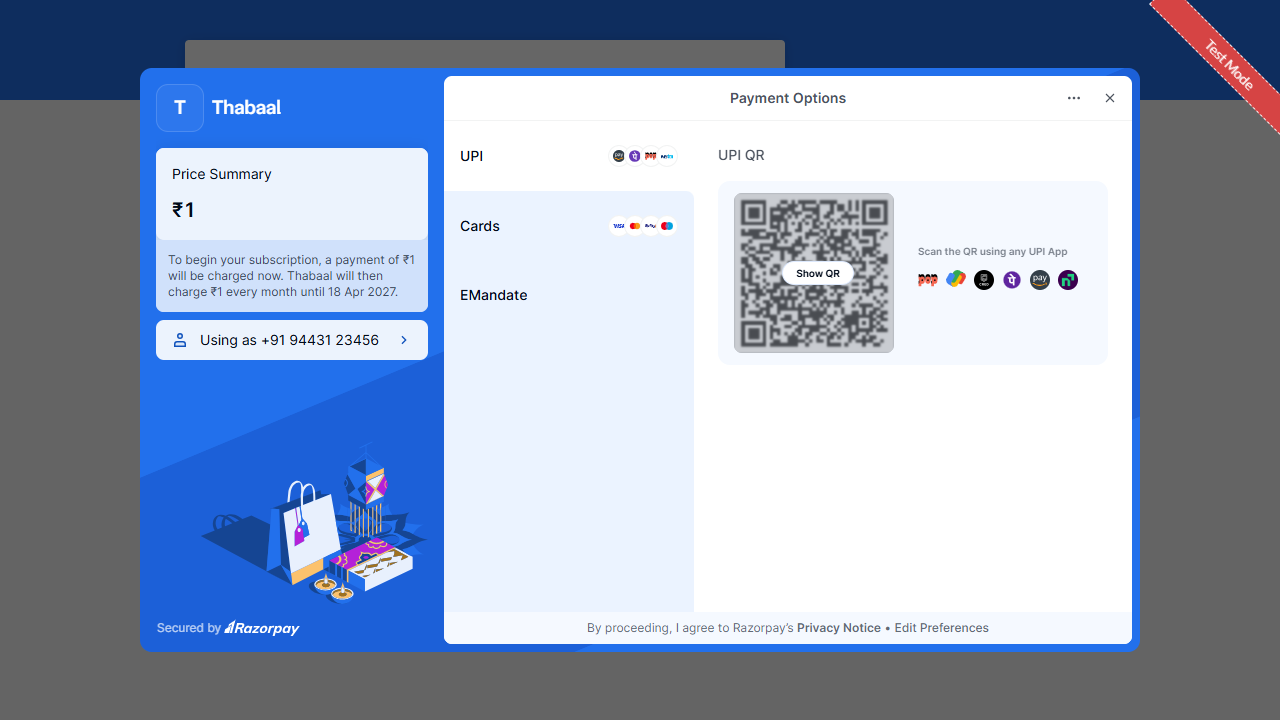 Test Mode
T
Thabaal
Price Summary
₹1
To begin your subscription, a payment of ₹1
will be charged now. Thabaal will then
charge ₹1 every month until 18 Apr 2027.
Using as +91 94431 23456
Secured by Razorpay
Payment Options
UPI
Cards
EMandate
UPI QR
Show QR
Scan the QR using any UPI App
pay
By proceeding, I agree to Razorpay's Privacy Notice • Edit Preferences